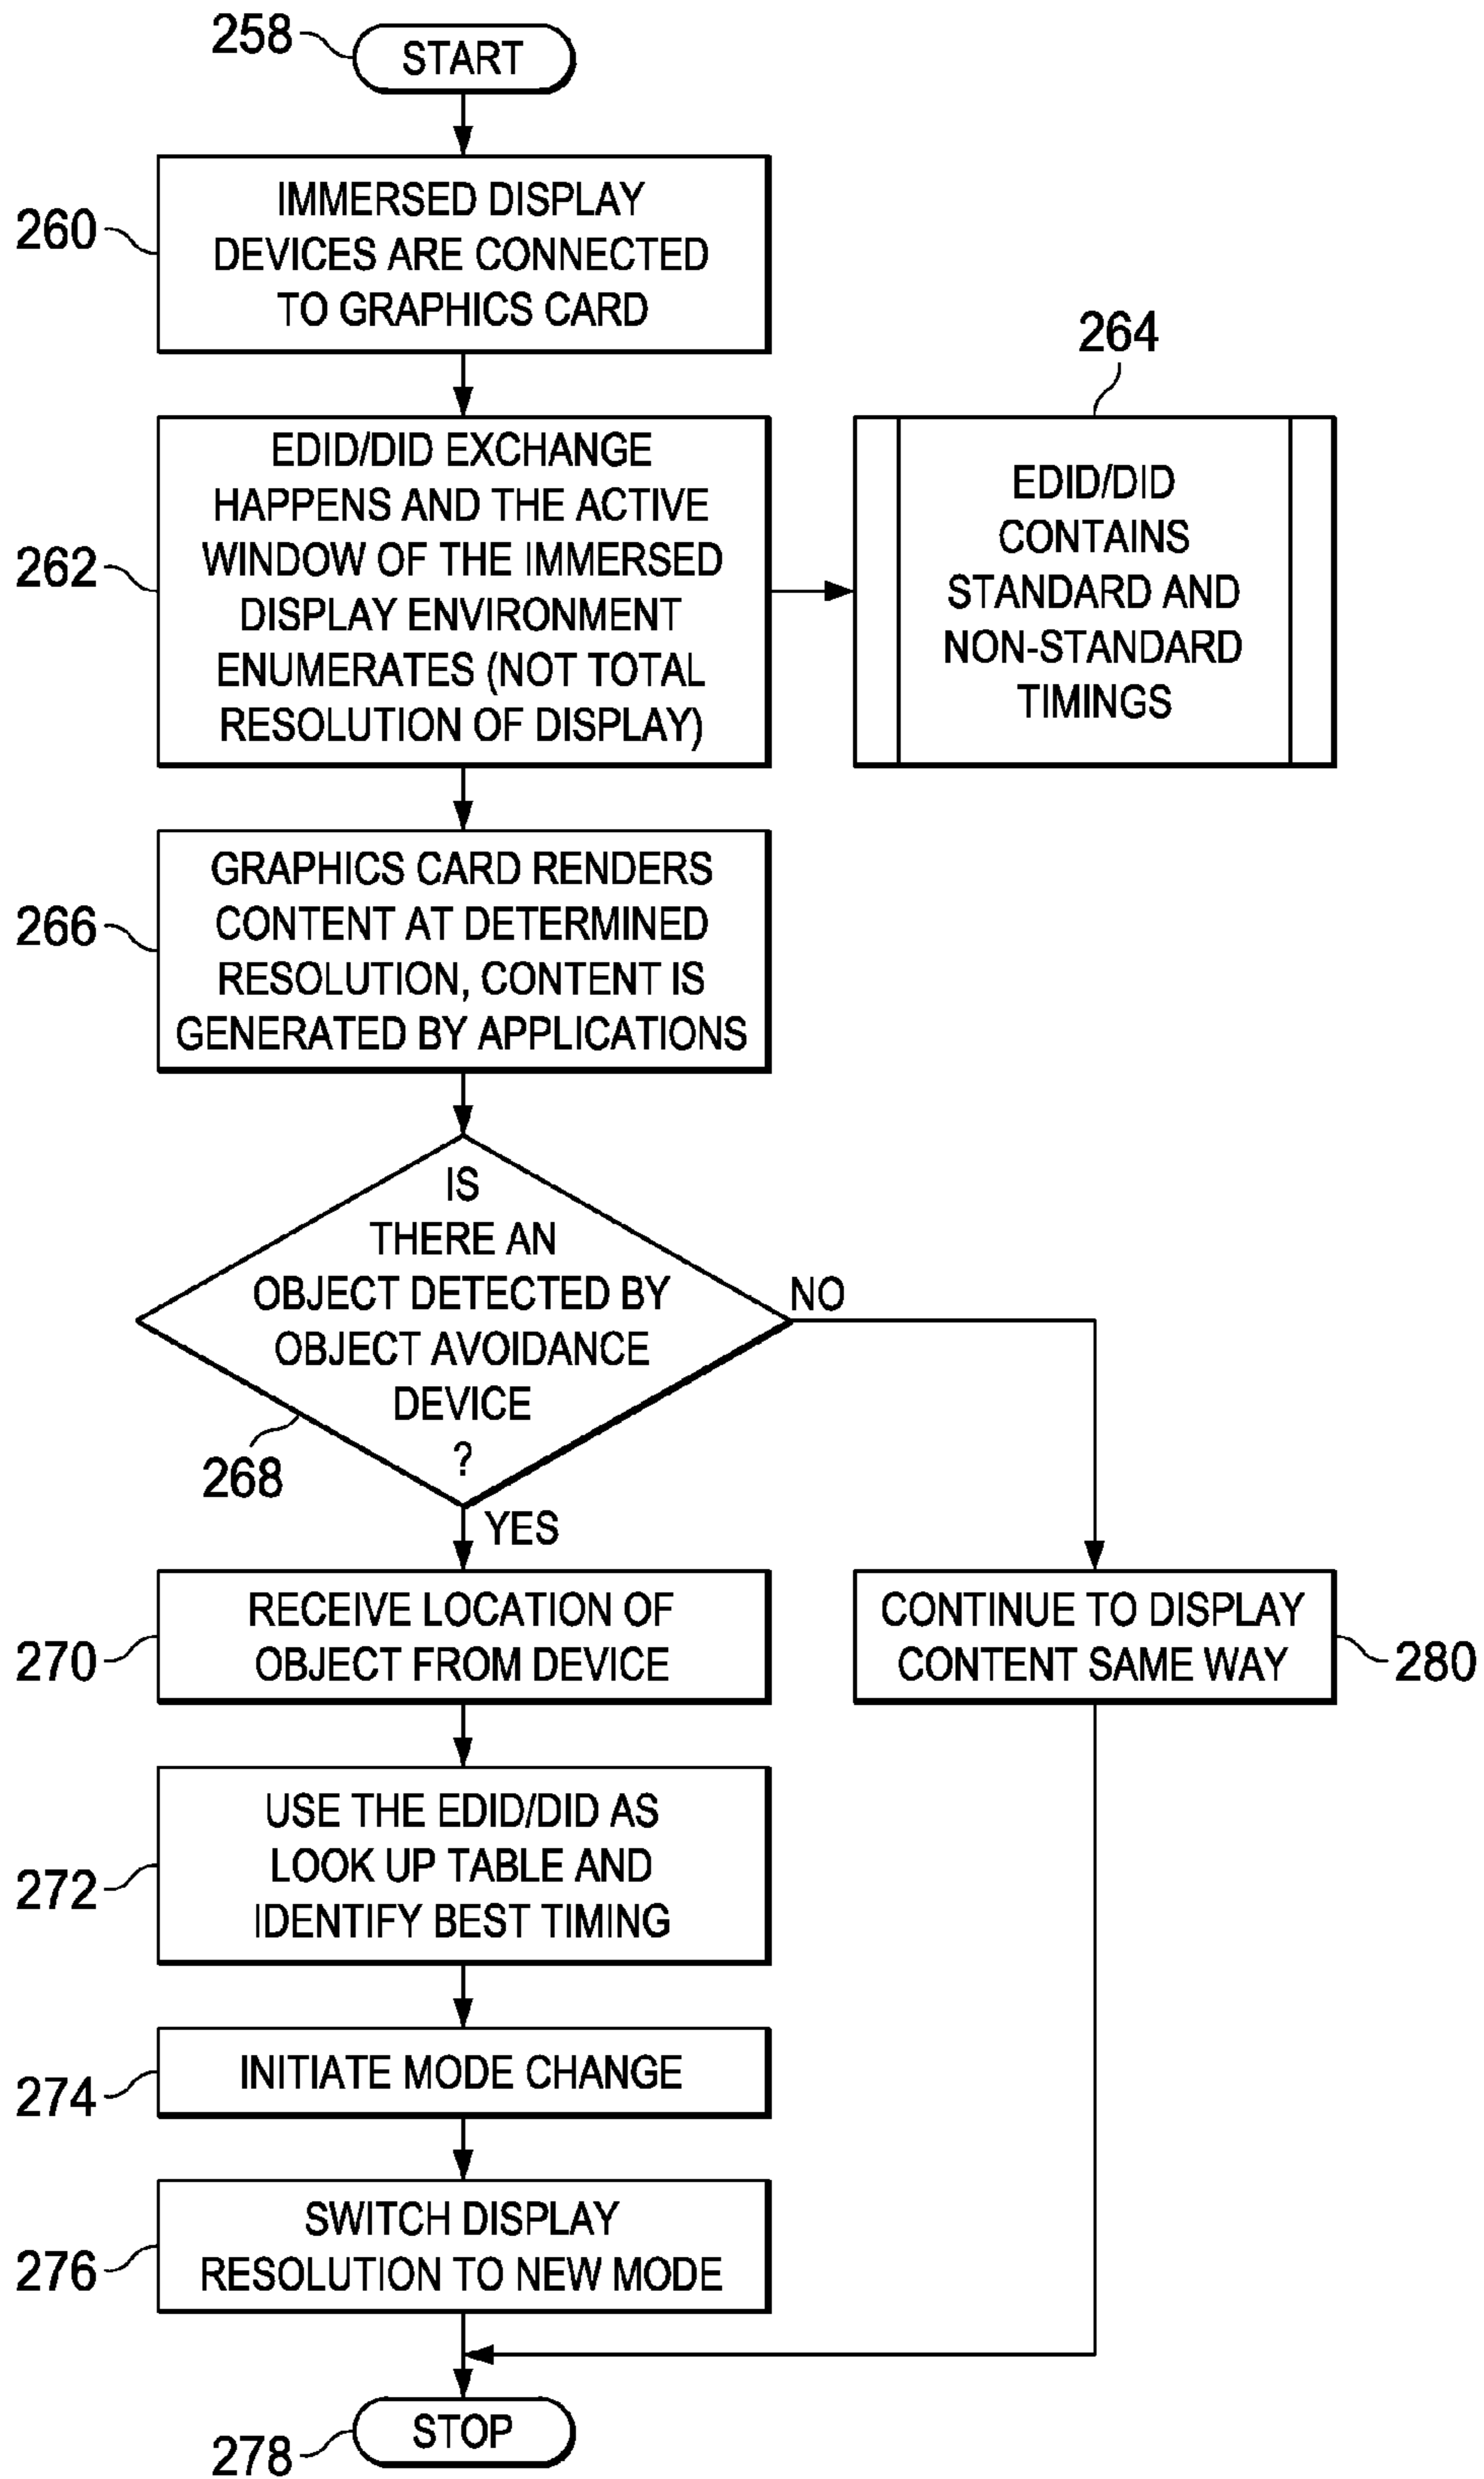 258
START
260
IMMERSED DISPLAY
DEVICES ARE CONNECTED
TO GRAPHICS CARD
262
EDID/DID EXCHANGE
HAPPENS AND THE ACTIVE
WINDOW OF THE IMMERSED
DISPLAY ENVIRONMENT
ENUMERATES (NOT TOTAL
RESOLUTION OF DISPLAY)
264
EDID/DID
CONTAINS
STANDARD AND
NON-STANDARD
TIMINGS
266
GRAPHICS CARD RENDERS
CONTENT AT DETERMINED
RESOLUTION, CONTENT IS
GENERATED BY APPLICATIONS
IS
THERE AN
OBJECT DETECTED BY
OBJECT AVOIDANCE
DEVICE
?
268
NO
YES
270
RECEIVE LOCATION OF
OBJECT FROM DEVICE
CONTINUE TO DISPLAY
CONTENT SAME WAY
280
272
USE THE EDID/DID AS
LOOK UP TABLE AND
IDENTIFY BEST TIMING
274
INITIATE MODE CHANGE
276
SWITCH DISPLAY
RESOLUTION TO NEW MODE
278
STOP